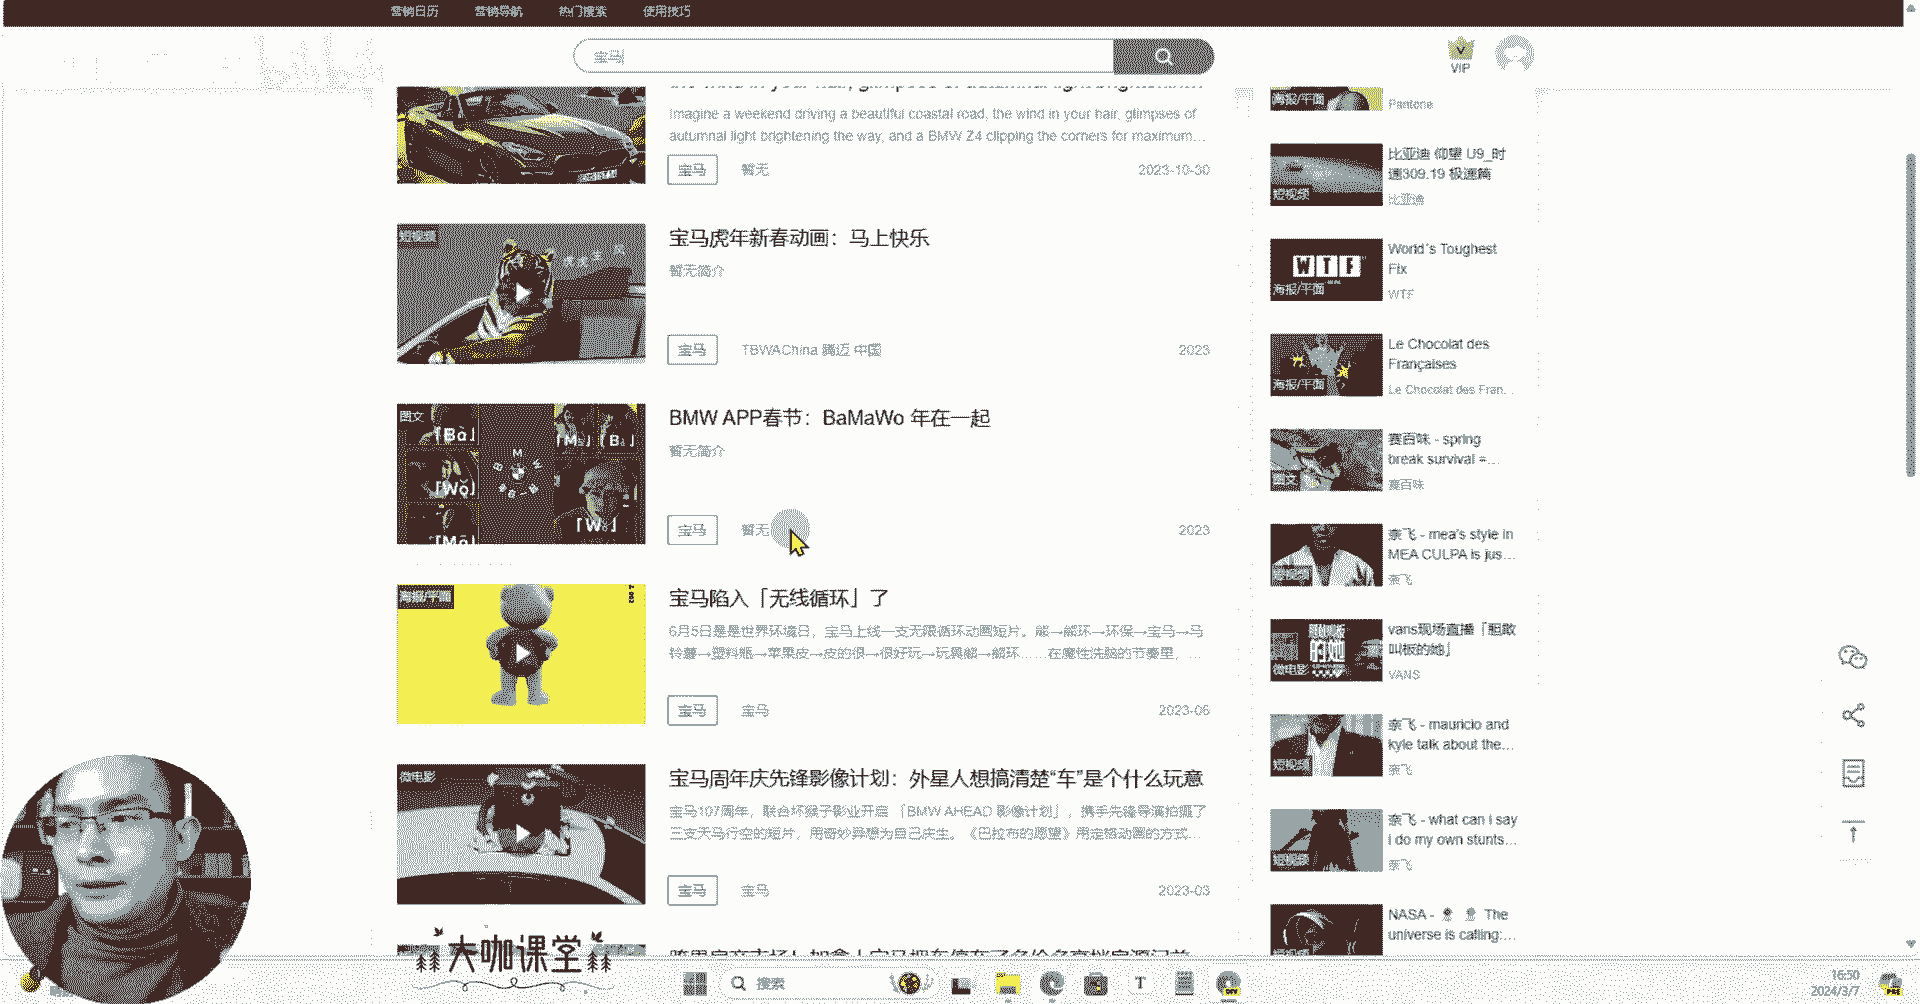 营销日历 营销导航 热门搜索 使用技巧
宝马
VIP
Imagine a weekend driving a beautiful coastal road, the wind in your hair, glimpses of
autumnal light brightening the way, and a BMW Z4 clipping the corners for maximum...
宝马 暂无 2023-10-30
短视频
宝马虎年新春动画：马上快乐
暂无简介
宝马 TBWAChina 腾迈 中国 2023
图文
BMW APP春节：BaMaWo 年在一起
暂无简介
宝马 暂无 2023
海报/平面
宝马陷入「无线循环」了
6月5日是是世界环境日，宝马上线一支无限循环动画短片。熊→熊环→环保→宝马→马
铃薯→塑料瓶→苹果皮→皮的很→很好玩→玩具熊→熊环……在魔性洗脑的节奏里，...
宝马 宝马 2023-06
微电影
宝马周年庆先锋影像计划：外星人想搞清楚“车”是个什么玩意
宝马107周年，联合坏猴子影业开启「BMW AHEAD 影像计划」，携手先锋导演拍摄了
三支天马行空的短片，用奇妙异想为自己庆生。《巴拉布的愿望》用定格动画的方式...
宝马 宝马 2023-03
海报/平面
Pantone
短视频
比亚迪 仰望 U9_时
速309.19 极速篇
比亚迪
WTF
海报/平面
World's Toughest
Fix
WTF
海报/平面
Le Chocolat des
Françaises
Le Chocolat des Fran...
图文
赛百味 - spring
break survival =...
赛百味
短视频
奈飞 - mea's style in
MEA CULPA is jus...
奈飞
微电影
vans现场直播「胆敢
叫板的她」
VANS
短视频
奈飞 - mauricio and
kyle talk about the...
奈飞
短视频
奈飞 - what can i say
i do my own stunts...
奈飞
NASA - The
universe is calling:...
大咖课堂
搜索
16:50
2024/3/7